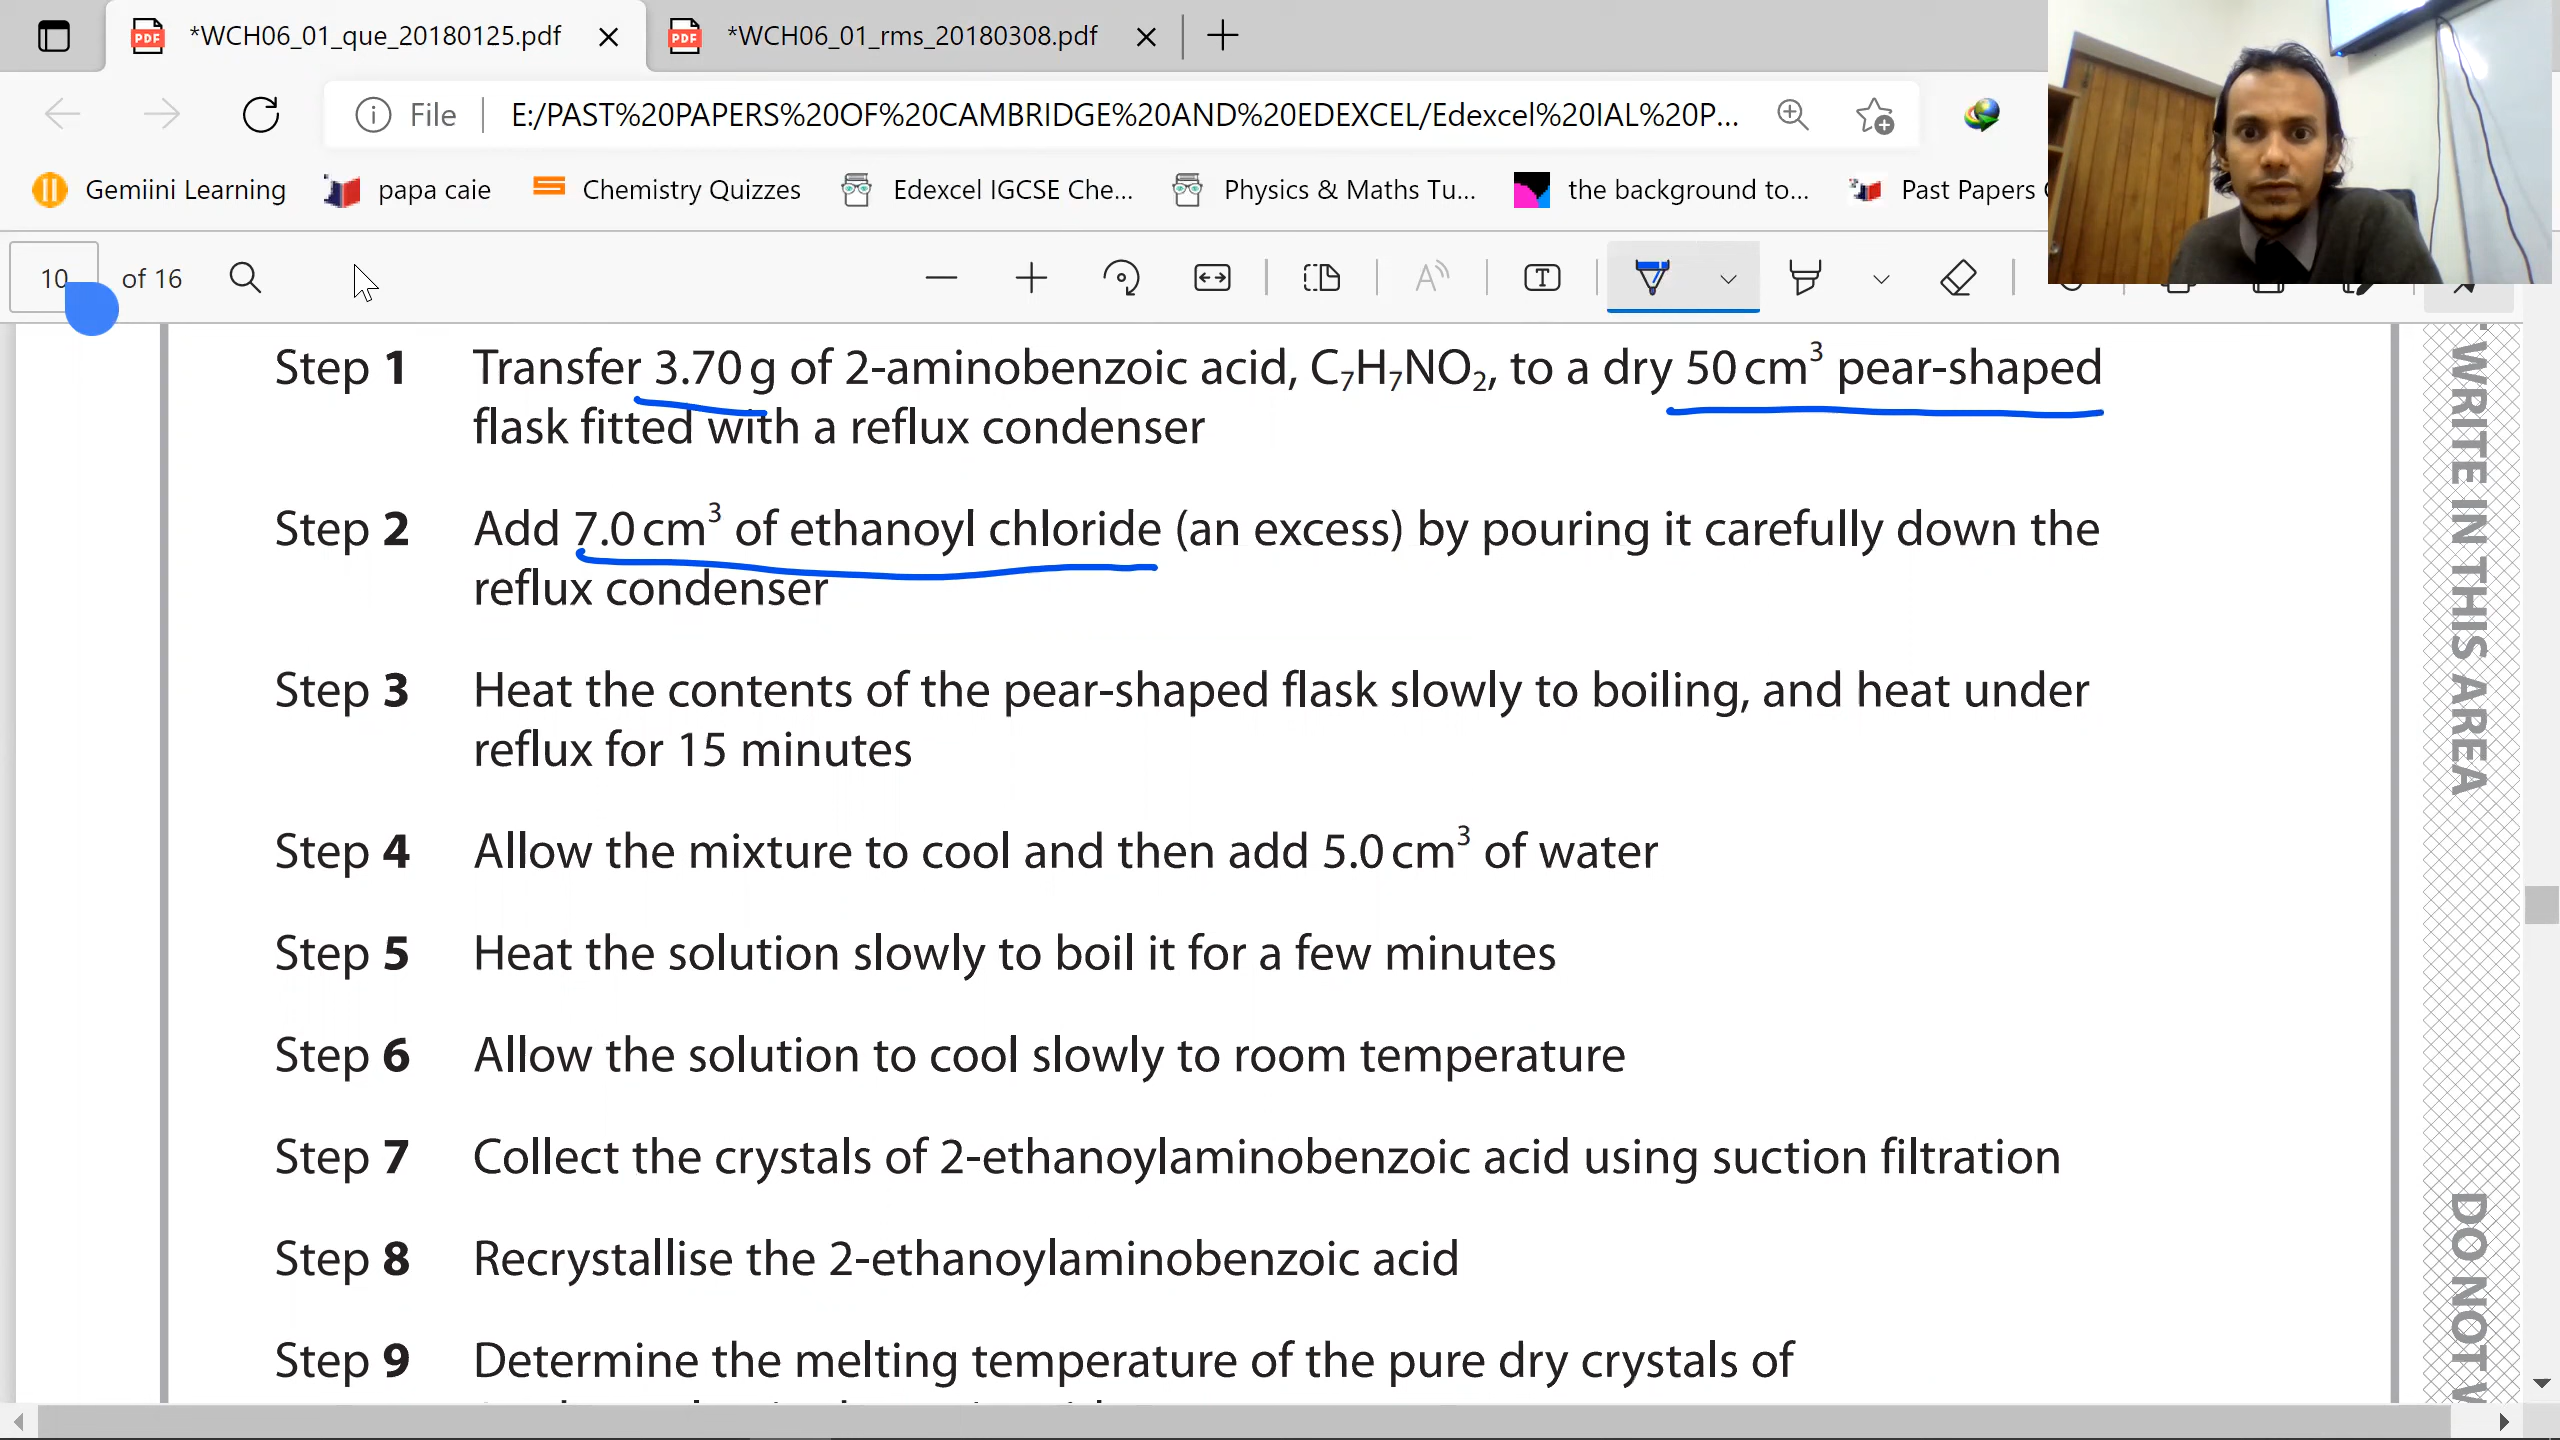 *WCH06_01_que_20180125.pdf
*WCH06_01_rms_20180308.pdf
File
E:/PAST%20PAPERS%20OF%20CAMBRIDGE%20AND%20EDEXCEL/Edexcel%20IAL%20P...
Gemiini Learning
papa caie
Chemistry Quizzes
Edexcel IGCSE Che...
Physics & Maths Tu...
the background to...
Past Papers
10 of 16
Step 1 Transfer 3.70 g of 2-aminobenzoic acid, C₇H₇NO₂, to a dry 50 cm³ pear-shaped
flask fitted with a reflux condenser
Step 2 Add 7.0 cm³ of ethanoyl chloride (an excess) by pouring it carefully down the
reflux condenser
Step 3 Heat the contents of the pear-shaped flask slowly to boiling, and heat under
reflux for 15 minutes
Step 4 Allow the mixture to cool and then add 5.0 cm³ of water
Step 5 Heat the solution slowly to boil it for a few minutes
Step 6 Allow the solution to cool slowly to room temperature
Step 7 Collect the crystals of 2-ethanoylaminobenzoic acid using suction filtration
Step 8 Recrystallise the 2-ethanoylaminobenzoic acid
Step 9 Determine the melting temperature of the pure dry crystals of
WRITE IN THIS AREA
DO NOT